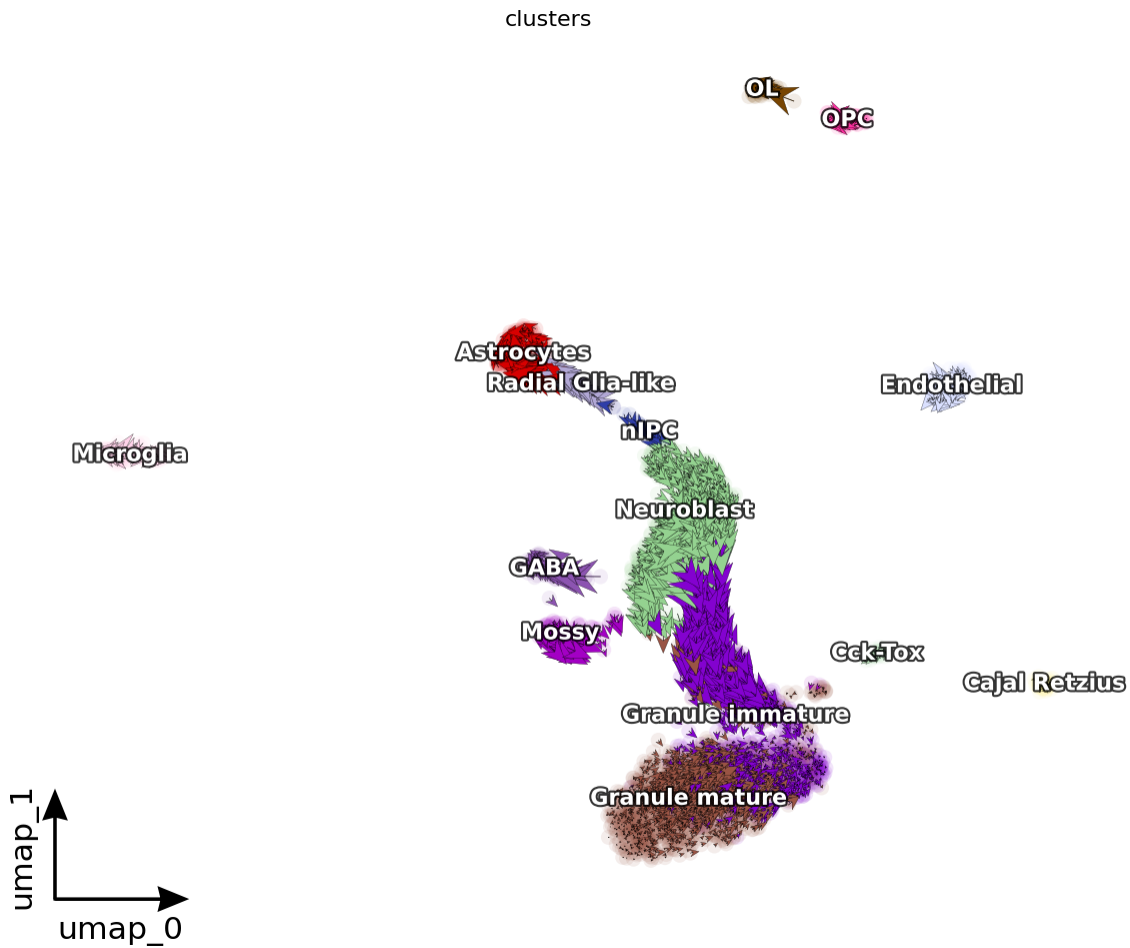 clusters
OL
OPC
Astrocytes
Radial Glia-like
Endothelial
nIPC
Microglia
Neuroblast
GABA
Mossy
Cck-Tox
Cajal Retzius
Granule immature
Granule mature
umap_1
umap_0